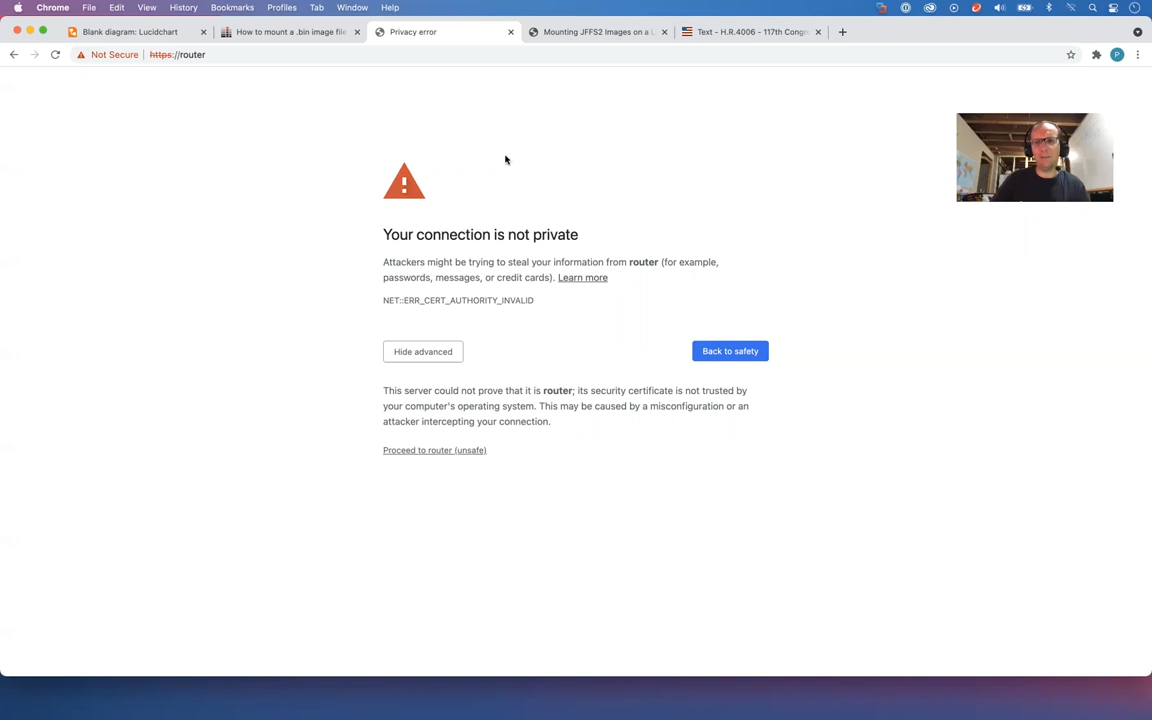 Chrome File Edit View History Bookmarks Profiles Tab Window Help
Blank diagram: Lucidchart
How to mount a .bin image file
Privacy error
Mounting JFFS2 Images on a L
Text - H.R.4006 - 117th Congr
Not Secure | https://router
P
Your connection is not private
Attackers might be trying to steal your information from router (for example,
passwords, messages, or credit cards). Learn more
NET::ERR_CERT_AUTHORITY_INVALID
Hide advanced
Back to safety
This server could not prove that it is router; its security certificate is not trusted by
your computer's operating system. This may be caused by a misconfiguration or an
attacker intercepting your connection.
Proceed to router (unsafe)